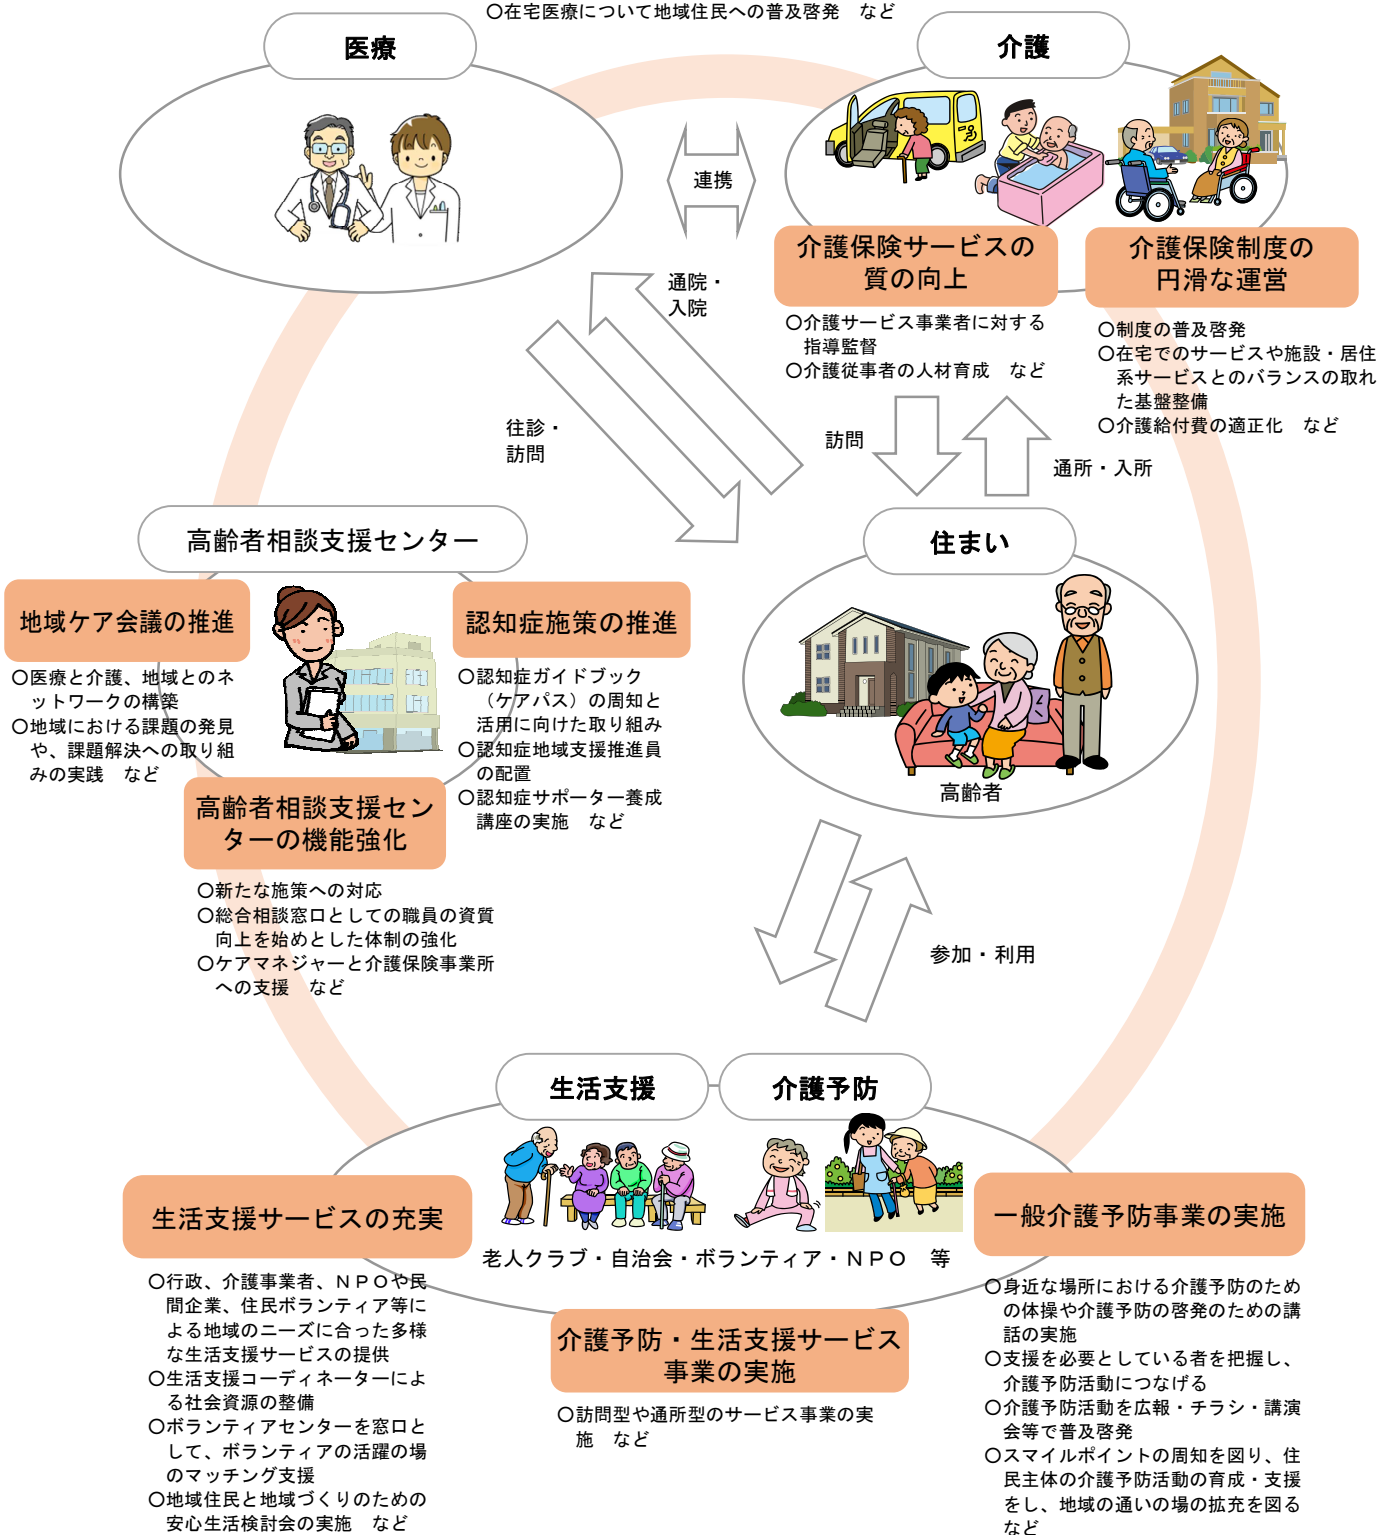 〇在宅医療について地域住民への普及啓発　など
医療
介護
連携
介護保険サービスの
質の向上
〇介護サービス事業者に対する
指導監督
〇介護従事者の人材育成　など
介護保険制度の
円滑な運営
〇制度の普及啓発
〇在宅でのサービスや施設・居住
系サービスとのバランスの取れ
た基盤整備
〇介護給付費の適正化　など
通院・
入院
往診・
訪問
訪問
通所・入所
高齢者相談支援センター
住まい
地域ケア会議の推進
〇医療と介護、地域とのネ
ットワークの構築
〇地域における課題の発見
や、課題解決への取り組
みの実践　など
認知症施策の推進
〇認知症ガイドブック
（ケアパス）の周知と
活用に向けた取り組み
〇認知症地域支援推進員
の配置
〇認知症サポーター養成
講座の実施　など
高齢者
高齢者相談支援セン
ターの機能強化
〇新たな施策への対応
〇総合相談窓口としての職員の資質
向上を始めとした体制の強化
〇ケアマネジャーと介護保険事業所
への支援　など
参加・利用
生活支援
介護予防
老人クラブ・自治会・ボランティア・ＮＰＯ　等
生活支援サービスの充実
〇行政、介護事業者、ＮＰＯや民
間企業、住民ボランティア等に
よる地域のニーズに合った多様
な生活支援サービスの提供
〇生活支援コーディネーターによ
る社会資源の整備
〇ボランティアセンターを窓口と
して、ボランティアの活躍の場
のマッチング支援
〇地域住民と地域づくりのための
安心生活検討会の実施　など
介護予防・生活支援サービス
事業の実施
〇訪問型や通所型のサービス事業の実
施　など
一般介護予防事業の実施
〇身近な場所における介護予防のため
の体操や介護予防の啓発のための講
話の実施
〇支援を必要としている者を把握し、
介護予防活動につなげる
〇介護予防活動を広報・チラシ・講演
会等で普及啓発
〇スマイルポイントの周知を図り、住
民主体の介護予防活動の育成・支援
をし、地域の通いの場の拡充を図る
など